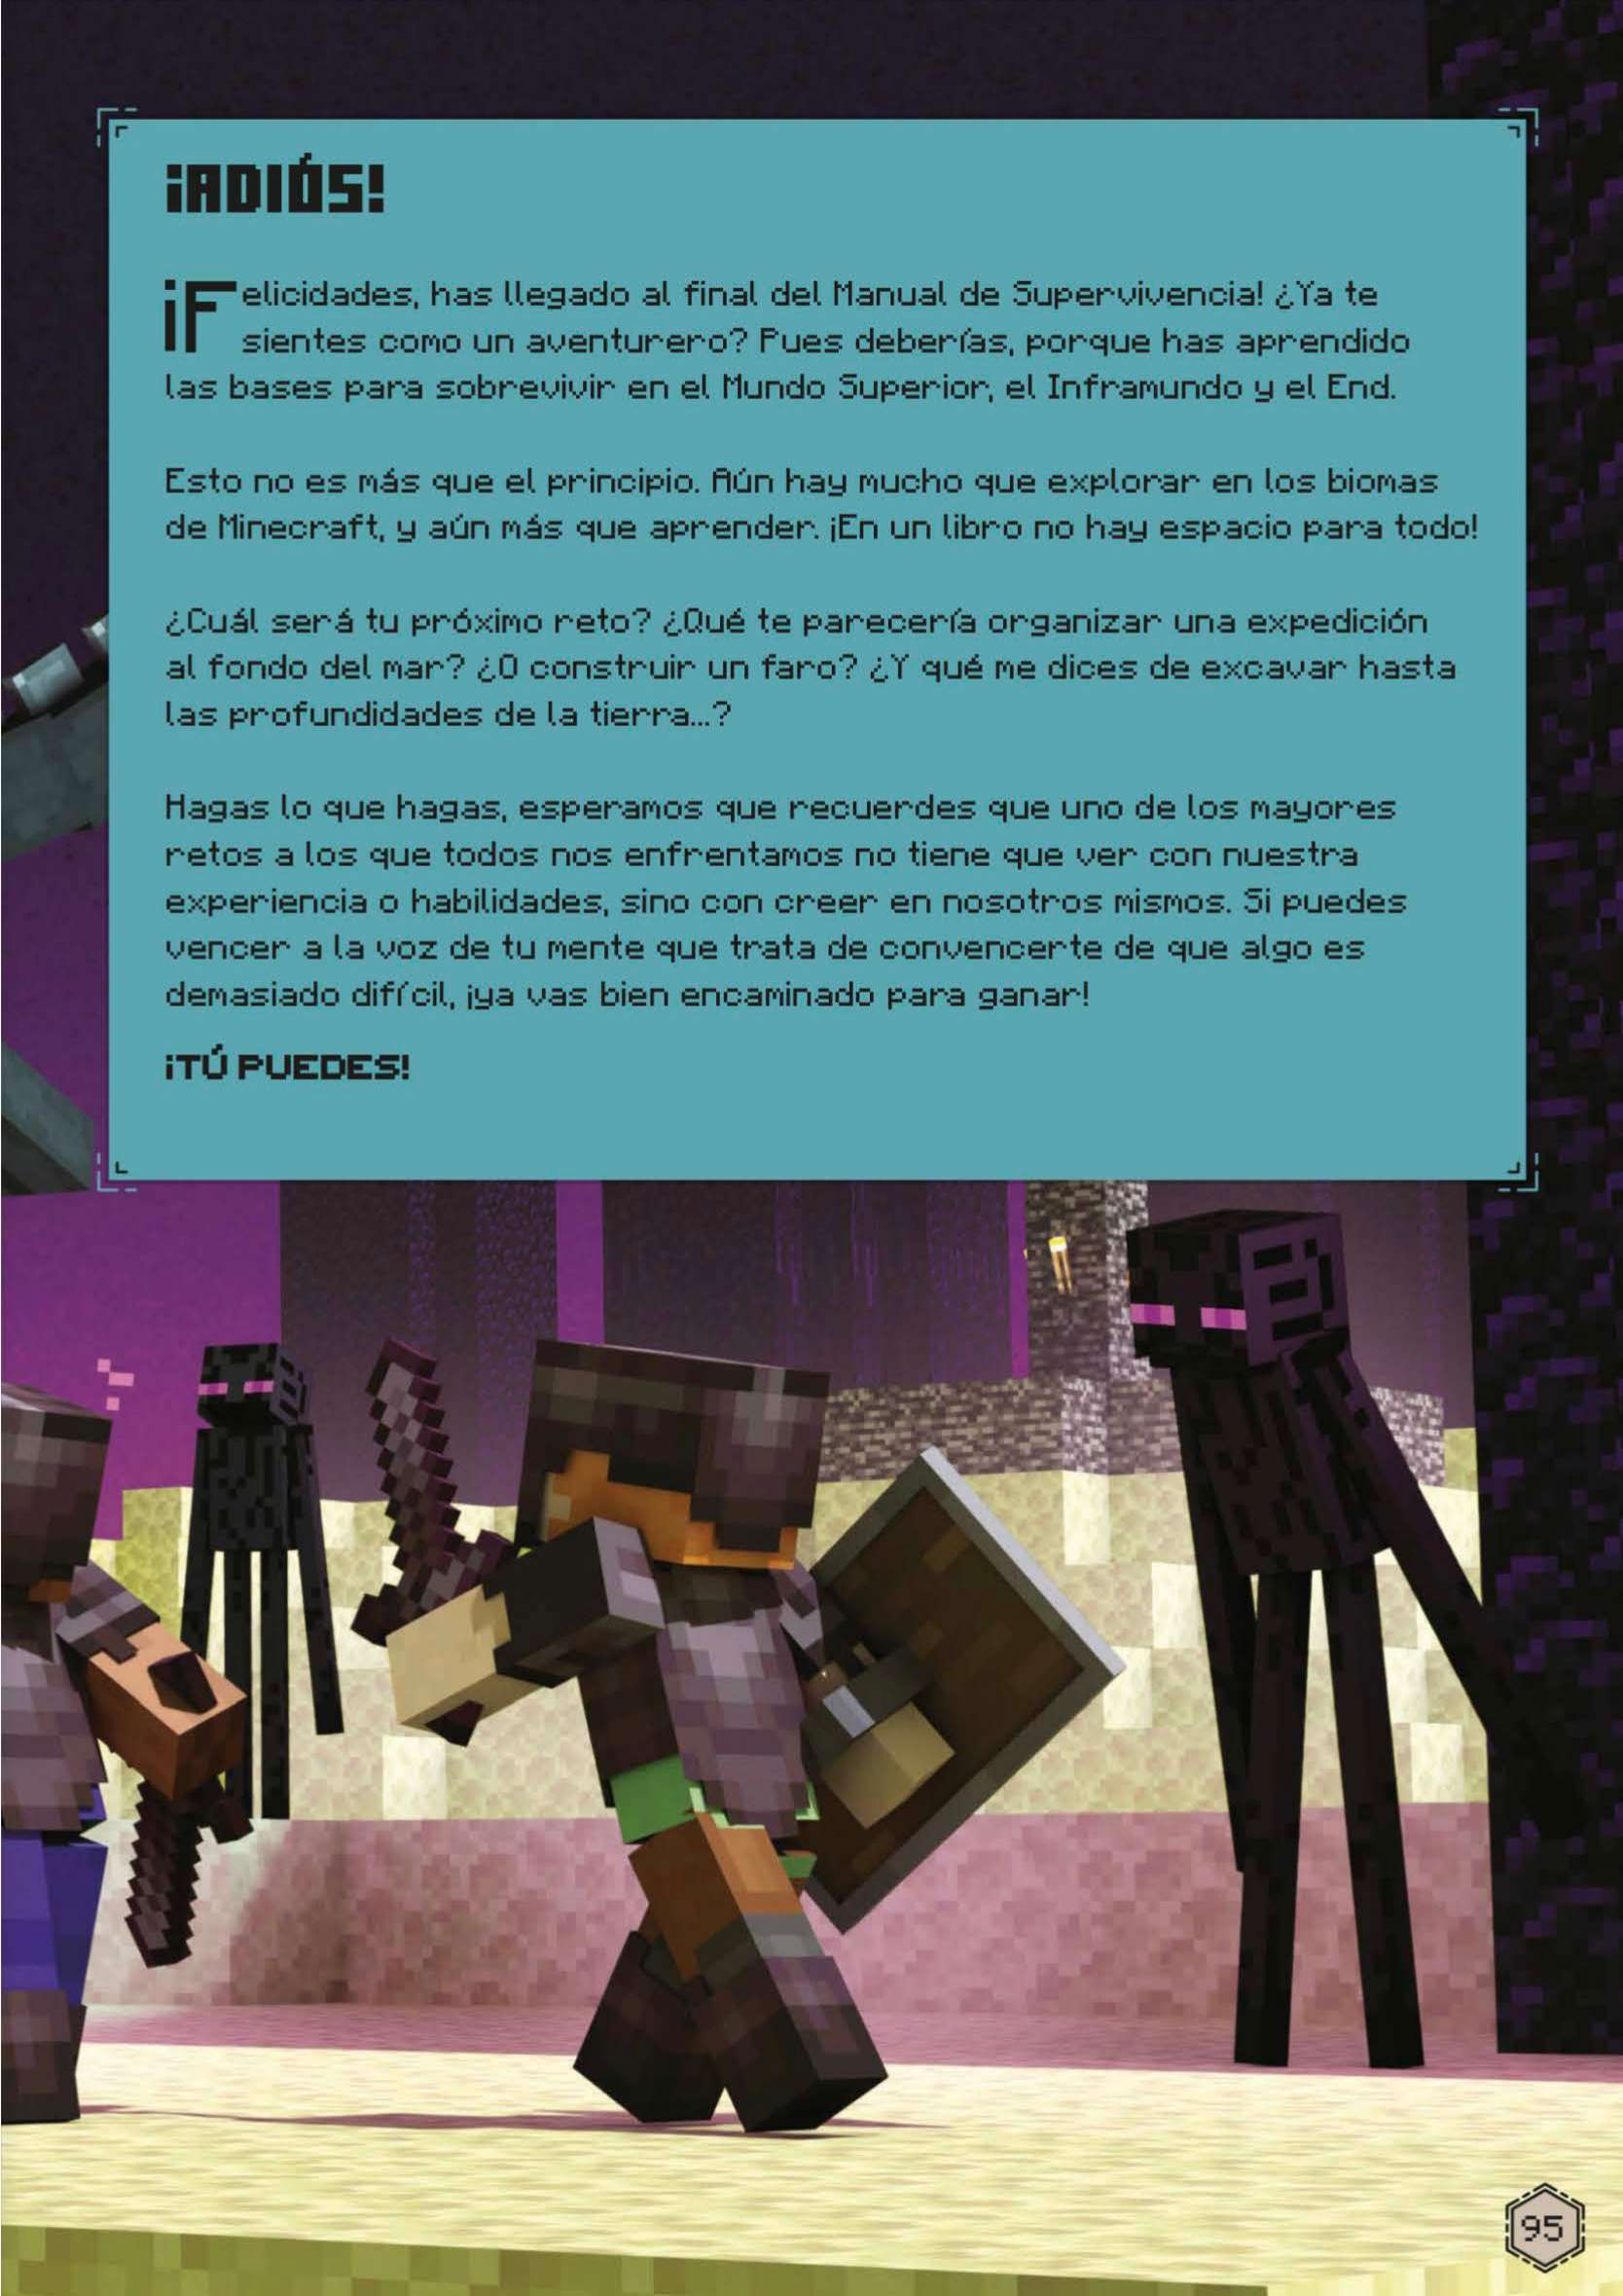 ¡ADIÓS!
¡Felicidades, has llegado al final del Manual de Supervivencia! ¿Ya te
sientes como un aventurero? Pues deberías, porque has aprendido
las bases para sobrevivir en el Mundo Superior, el Inframundo y el End.
Esto no es más que el principio. Aún hay mucho que explorar en los biomas
de Minecraft, y aún más que aprender. ¡En un libro no hay espacio para todo!
¿Cuál será tu próximo reto? ¿Qué te parecería organizar una expedición
al fondo del mar? ¿O construir un faro? ¿Y qué me dices de excavar hasta
las profundidades de la tierra...?
Hagas lo que hagas, esperamos que recuerdes que uno de los mayores
retos a los que todos nos enfrentamos no tiene que ver con nuestra
experiencia o habilidades, sino con creer en nosotros mismos. Si puedes
vencer a la voz de tu mente que trata de convencerte de que algo es
demasiado difícil, ¡ya vas bien encaminado para ganar!
¡TÚ PUEDES!
95